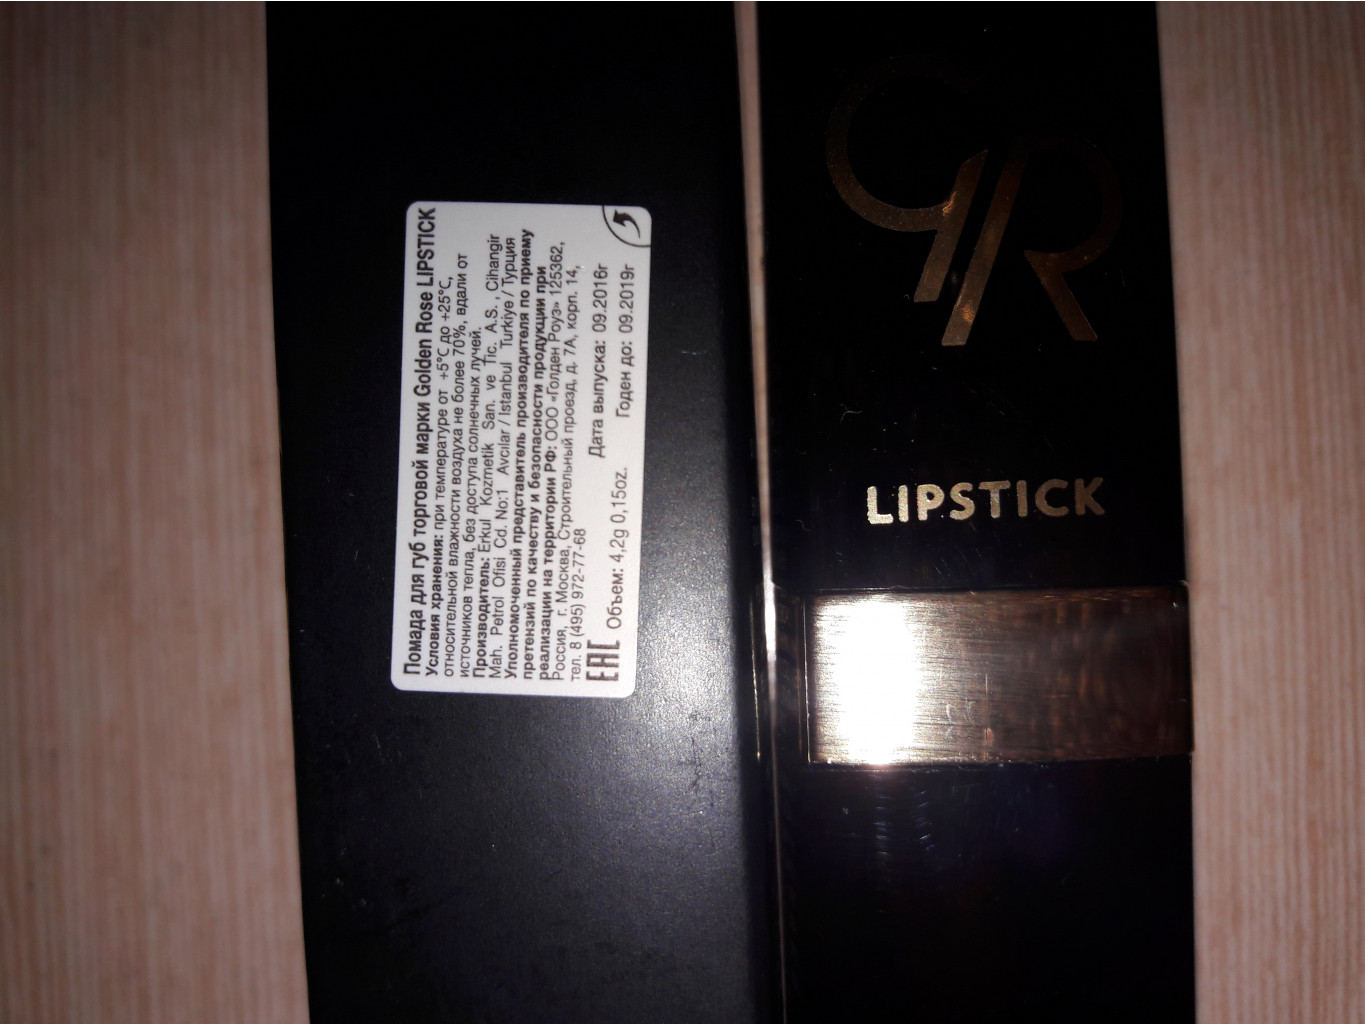 Помада для губ торговой марки Golden Rose LIPSTICK
Условия хранения: при температуре от +5°С до +25°С,
относительной влажности воздуха не более 70%, вдали от
источников тепла, без доступа солнечных лучей.
Производитель: Erkul Kozmetik San. ve Tic. A.S. , Cihangir
Mah. Petrol Ofisi Cd. No:1 Avcilar / Istanbul Turkiye / Турция
Уполномоченный представитель производителя по приему
претензий по качеству и безопасности продукции при
реализации на территории РФ: ООО «Голден Роуз» 125362,
Россия, г. Москва, Строительный проезд, д. 7А, корп. 14,
тел. 8 (495) 972-77-68
EAC Объем: 4,2g 0,15oz. Дата выпуска: 09.2016г
Годен до: 09.2019г
GR
LIPSTICK